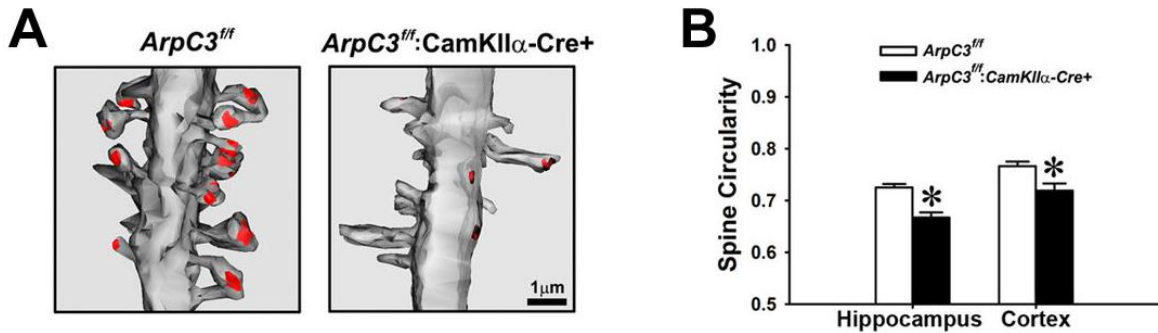 A
ArpC3f/f
ArpC3f/f:CamKIIα-Cre+
1μm
B
Spine Circularity
1.0
0.9
0.8
0.7
0.6
0.5
ArpC3f/f
ArpC3f/f:CamKIIα-Cre+
*
*
Hippocampus Cortex